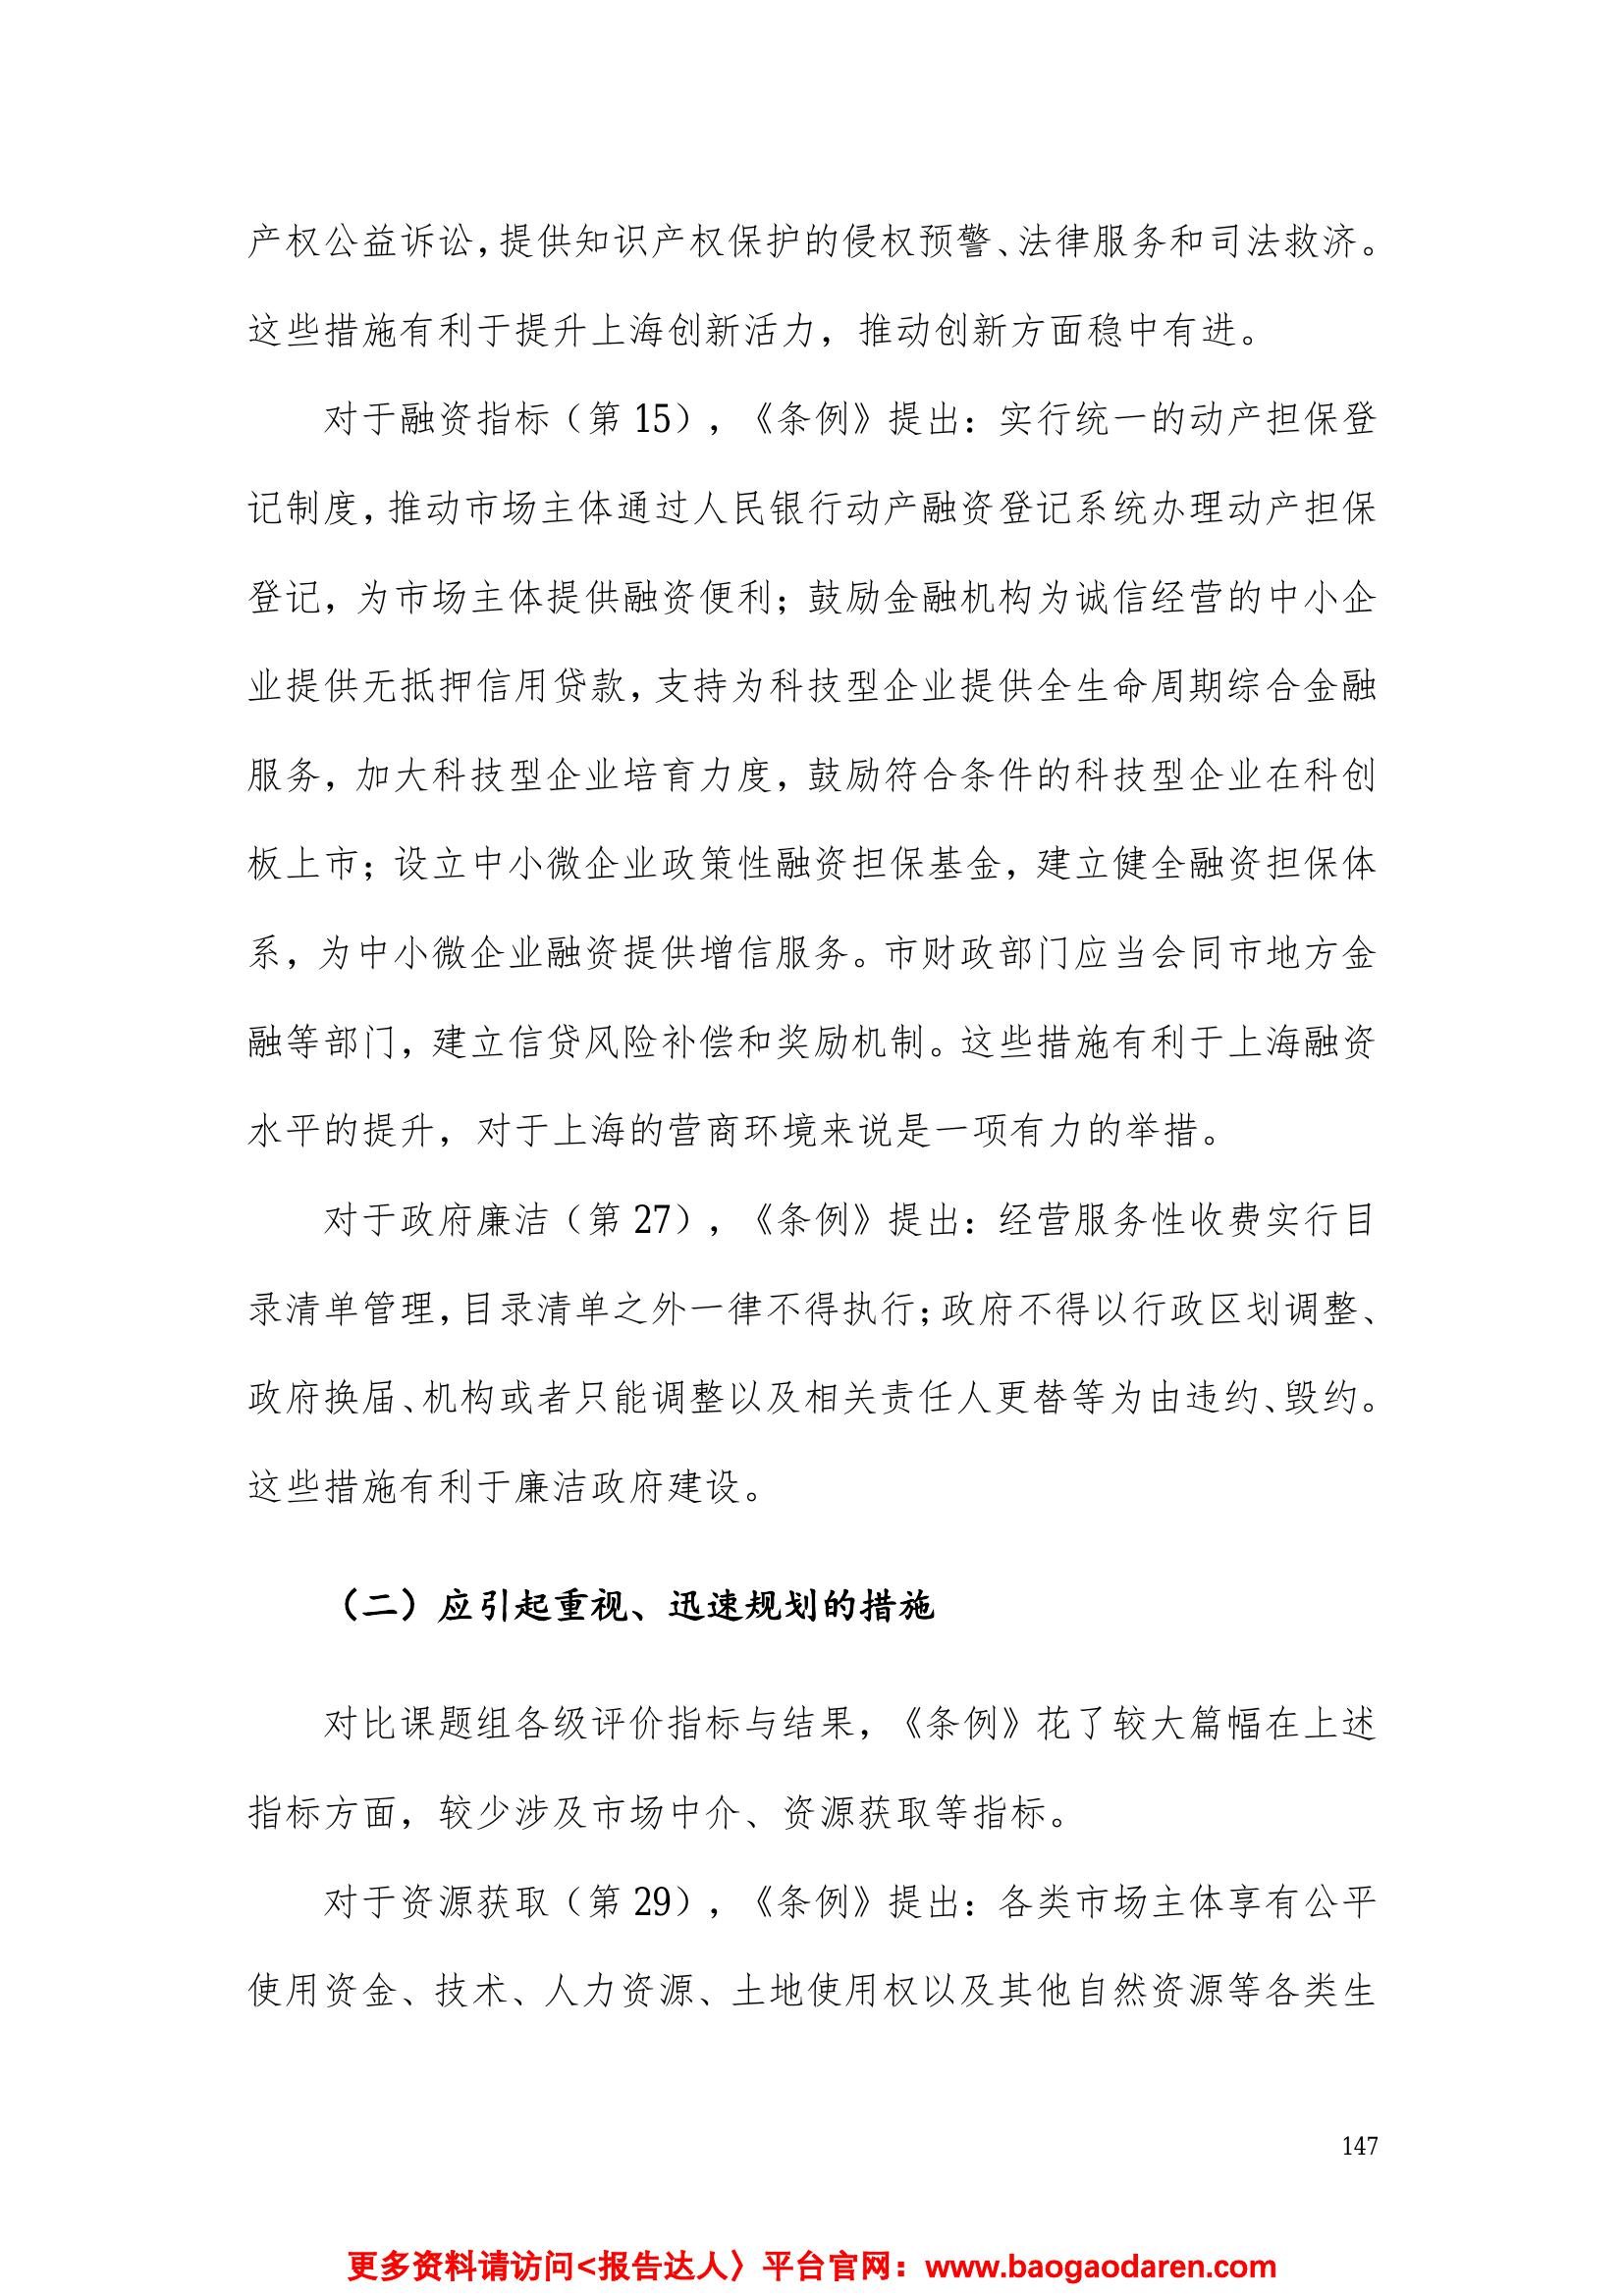 产权公益诉讼，提供知识产权保护的侵权预警、法律服务和司法救济。
这些措施有利于提升上海创新活力，推动创新方面稳中有进。
对于融资指标（第 15），《条例》提出：实行统一的动产担保登
记制度，推动市场主体通过人民银行动产融资登记系统办理动产担保
登记，为市场主体提供融资便利；鼓励金融机构为诚信经营的中小企
业提供无抵押信用贷款，支持为科技型企业提供全生命周期综合金融
服务，加大科技型企业培育力度，鼓励符合条件的科技型企业在科创
板上市；设立中小微企业政策性融资担保基金，建立健全融资担保体
系，为中小微企业融资提供增信服务。市财政部门应当会同市地方金
融等部门，建立信贷风险补偿和奖励机制。这些措施有利于上海融资
水平的提升，对于上海的营商环境来说是一项有力的举措。
对于政府廉洁（第 27），《条例》提出：经营服务性收费实行目
录清单管理，目录清单之外一律不得执行；政府不得以行政区划调整、
政府换届、机构或者只能调整以及相关责任人更替等为由违约、毁约。
这些措施有利于廉洁政府建设。
（二）应引起重视、迅速规划的措施
对比课题组各级评价指标与结果，《条例》花了较大篇幅在上述
指标方面，较少涉及市场中介、资源获取等指标。
对于资源获取（第 29），《条例》提出：各类市场主体享有公平
使用资金、技术、人力资源、土地使用权以及其他自然资源等各类生
147
更多资料请访问<报告达人〉平台官网：www.baogaodaren.com